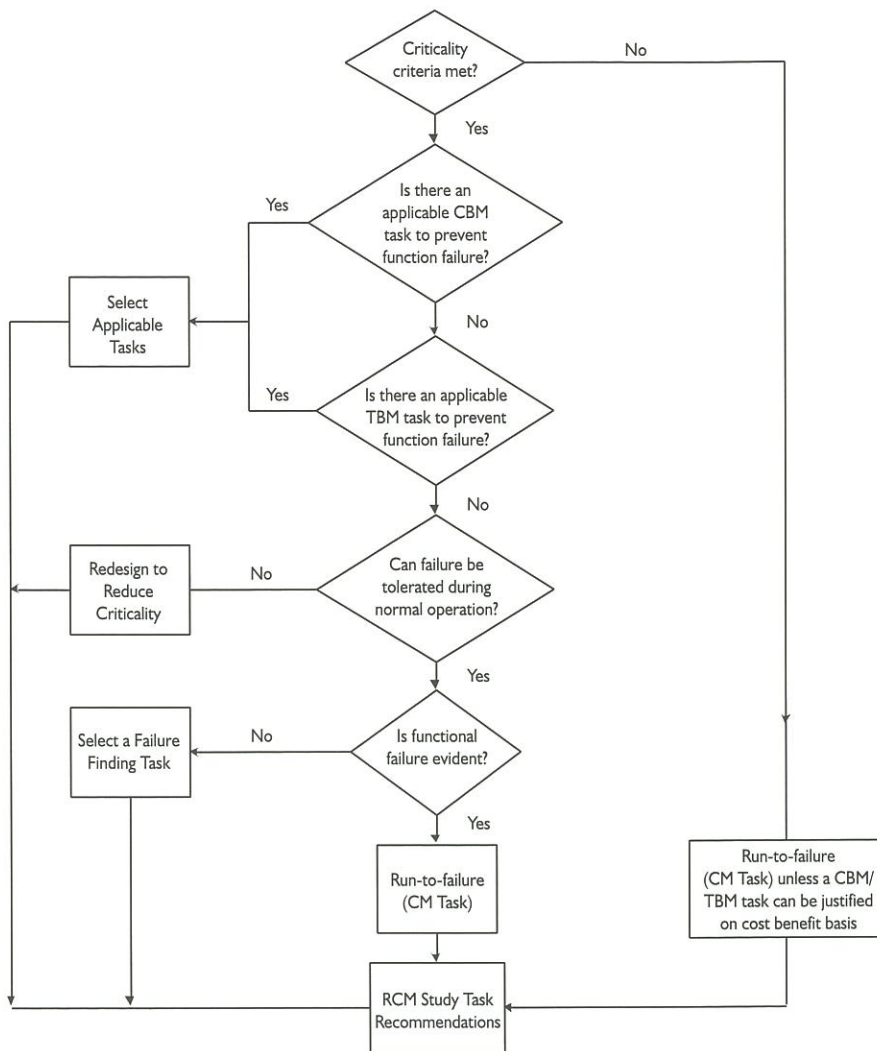 Criticality
criteria met?
No
Yes
Is there an
applicable CBM
task to prevent
function failure?
Yes
No
Select
Applicable
Tasks
Is there an applicable
TBM task to prevent
function failure?
Yes
No
Can failure be
tolerated during
normal operation?
No
Redesign to
Reduce
Criticality
Yes
Is functional
failure evident?
No
Select a Failure
Finding Task
Yes
Run-to-failure
(CM Task)
Run-to-failure
(CM Task) unless a CBM/
TBM task can be justified
on cost benefit basis
RCM Study Task
Recommendations